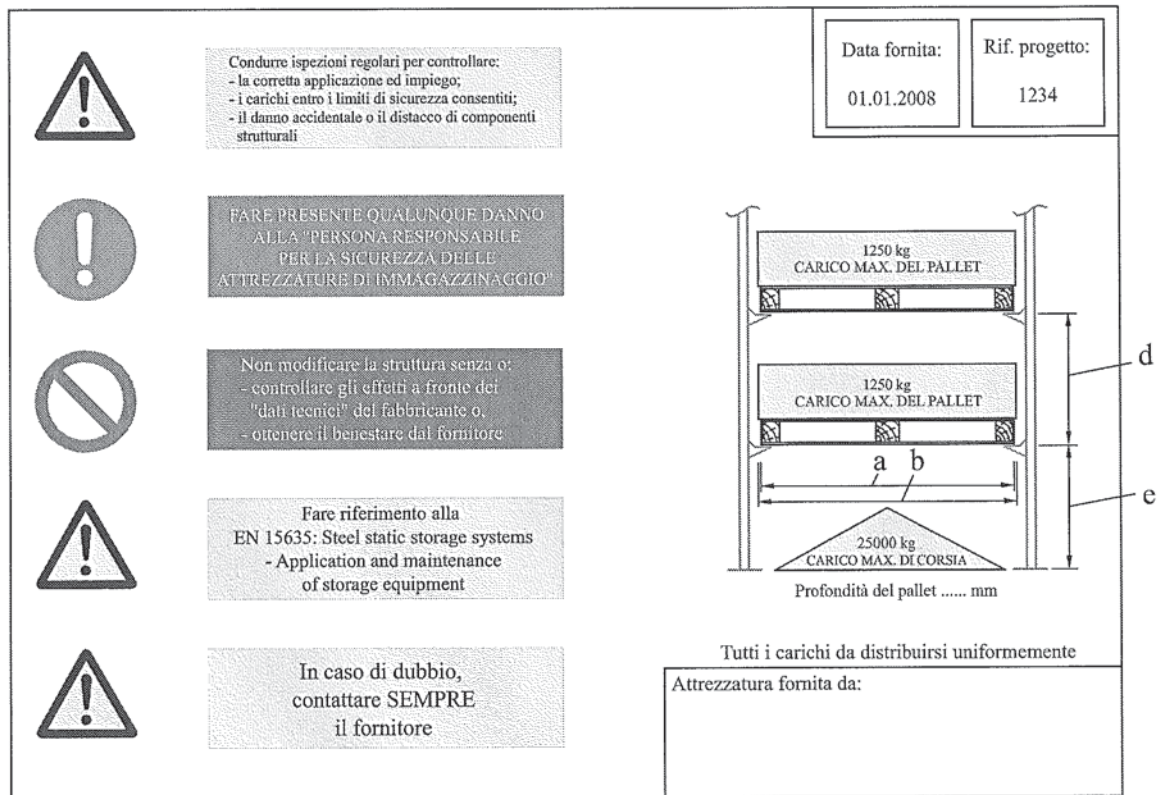 Condurre ispezioni regolari per controllare:
- la corretta applicazione ed impiego;
- i carichi entro i limiti di sicurezza consentiti;
- il danno accidentale o il distacco di componenti
strutturali
FARE PRESENTE QUALUNQUE DANNO
ALLA "PERSONA RESPONSABILE
PER LA SICUREZZA DELLE
ATTREZZATURE DI IMMAGAZZINAGGIO"
Non modificare la struttura senza o:
- controllare gli effetti a fronte dei
"dati tecnici" del fabbricante o,
- ottenere il benestare dal fornitore
Fare riferimento alla
EN 15635: Steel static storage systems
- Application and maintenance
of storage equipment
In caso di dubbio,
contattare SEMPRE
il fornitore
Data fornita:
01.01.2008
Rif. progetto:
1234
1250 kg
CARICO MAX. DEL PALLET
d
1250 kg
CARICO MAX. DEL PALLET
a
b
e
25000 kg
CARICO MAX. DI CORSIA
Profondità del pallet ...... mm
Tutti i carichi da distribuirsi uniformemente
Attrezzatura fornita da: